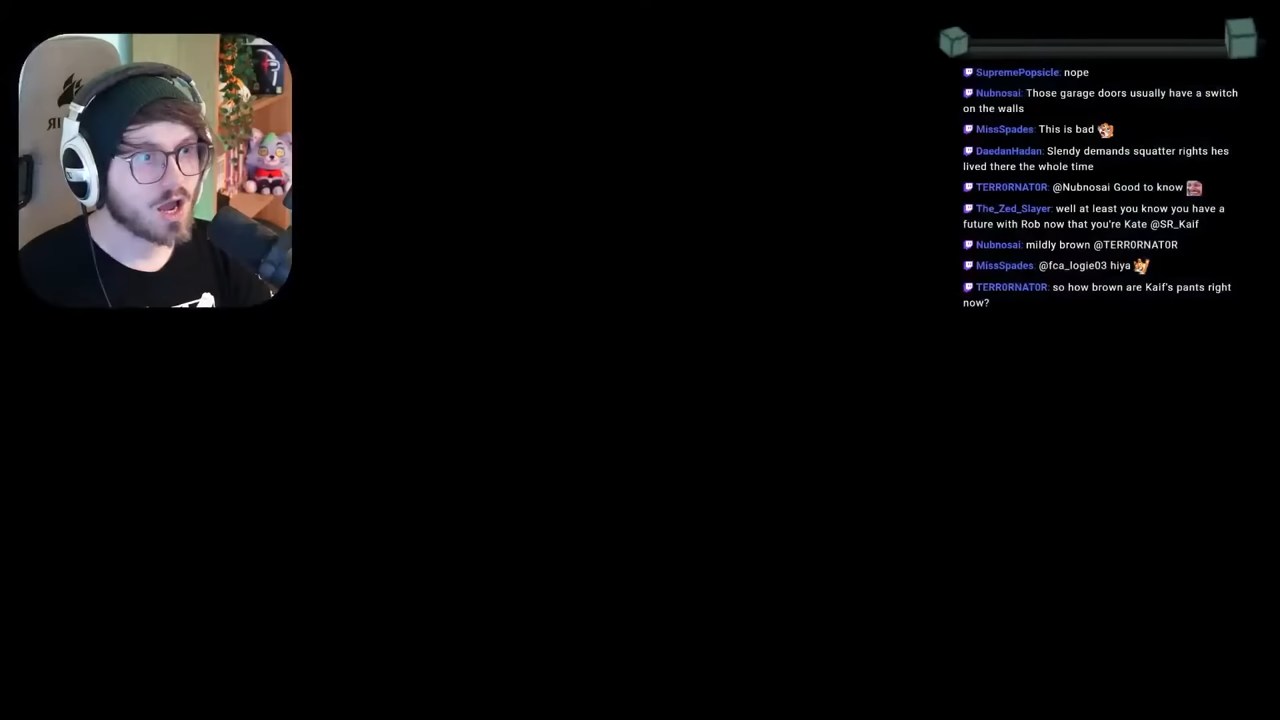 SupremePopsicle: nope
Nubnosai: Those garage doors usually have a switch
on the walls
MissSpades: This is bad
DaedanHadan: Slendy demands squatter rights hes
lived there the whole time
TERR0RNAT0R: @Nubnosai Good to know
The_Zed_Slayer: well at least you know you have a
future with Rob now that you're Kate @SR_Kaif
Nubnosai: mildly brown @TERR0RNAT0R
MissSpades: @fca_logie03 hiya
TERR0RNAT0R: so how brown are Kaif's pants right
now?